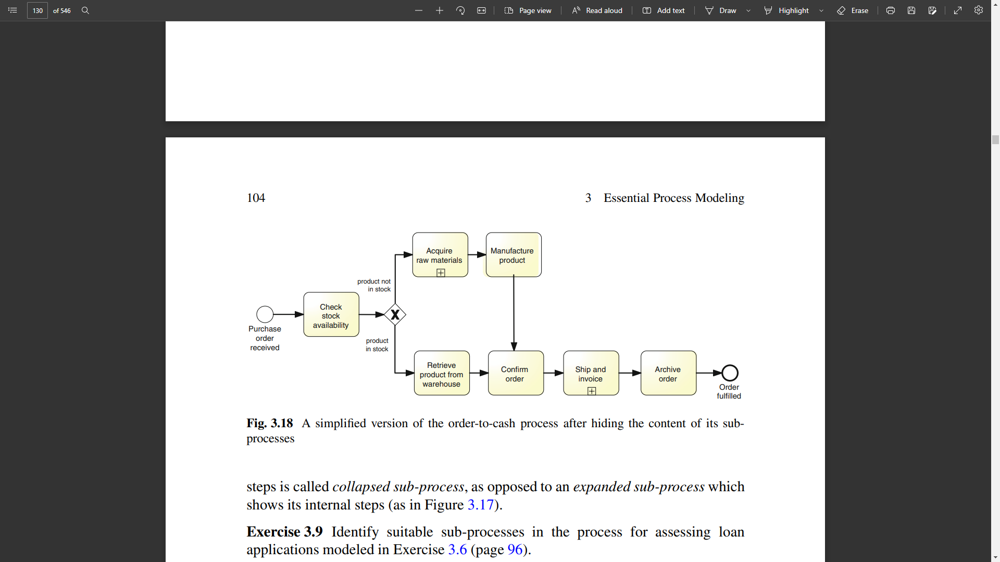 130 of 546 Page view Read aloud Add text Draw Highlight Erase
104 3 Essential Process Modeling
Acquire
raw materials
Manufacture
product
product not
in stock
Check
stock
availability
X
Purchase
order
received
product
in stock
Retrieve
product from
warehouse
Confirm
order
Ship and
invoice
Archive
order
Order
fulfilled
Fig. 3.18 A simplified version of the order-to-cash process after hiding the content of its sub-
processes
steps is called collapsed sub-process, as opposed to an expanded sub-process which
shows its internal steps (as in Figure 3.17).
Exercise 3.9 Identify suitable sub-processes in the process for assessing loan
applications modeled in Exercise 3.6 (page 96).